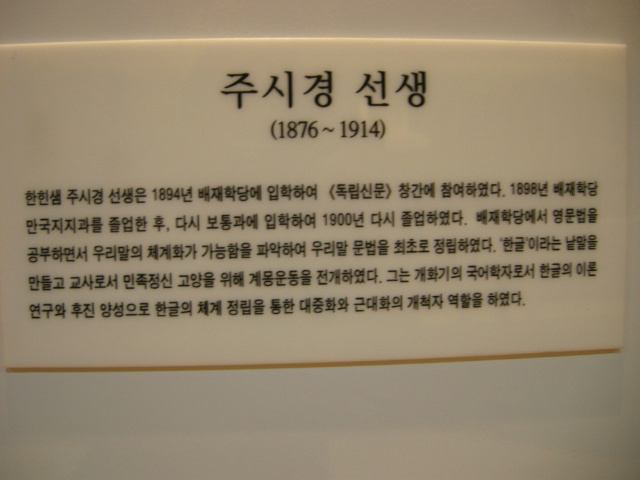 주시경 선생
(1876~1914)
한힌샘 주시경 선생은 1894년 배재학당에 입학하여 《독립신문》 창간에 참여하였다. 1898년 배재학당
만국지지과를 졸업한 후, 다시 보통과에 입학하여 1900년 다시 졸업하였다. 배재학당에서 영문법을
공부하면서 우리말의 체계화가 가능함을 파악하여 우리말 문법을 최초로 정립하였다. '한글'이라는 낱말을
만들고 교사로서 민족정신 고양을 위해 계몽운동을 전개하였다. 그는 개화기의 국어학자로서 한글의 이론
연구와 후진 양성으로 한글의 체계 정립을 통한 대중화와 근대화의 개척자 역할을 하였다.